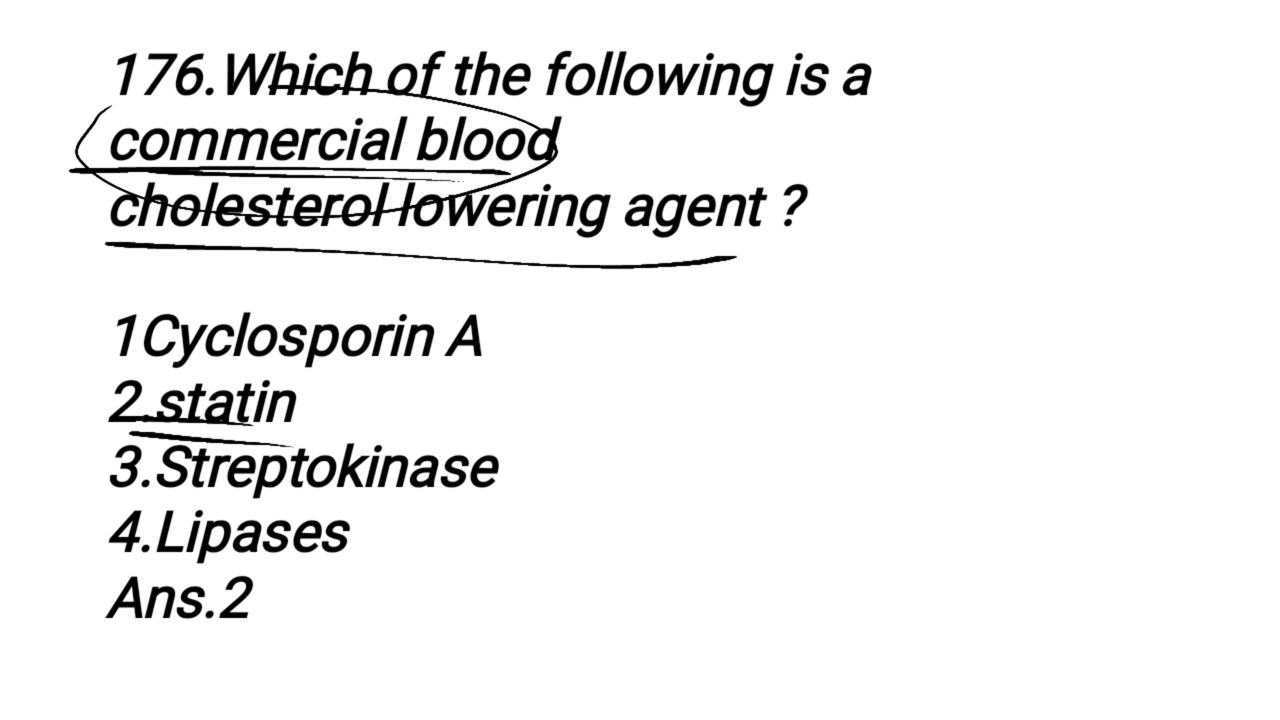 176.Which of the following is a
commercial blood
cholesterol lowering agent ?
1Cyclosporin A
2.statin
3.Streptokinase
4.Lipases
Ans.2